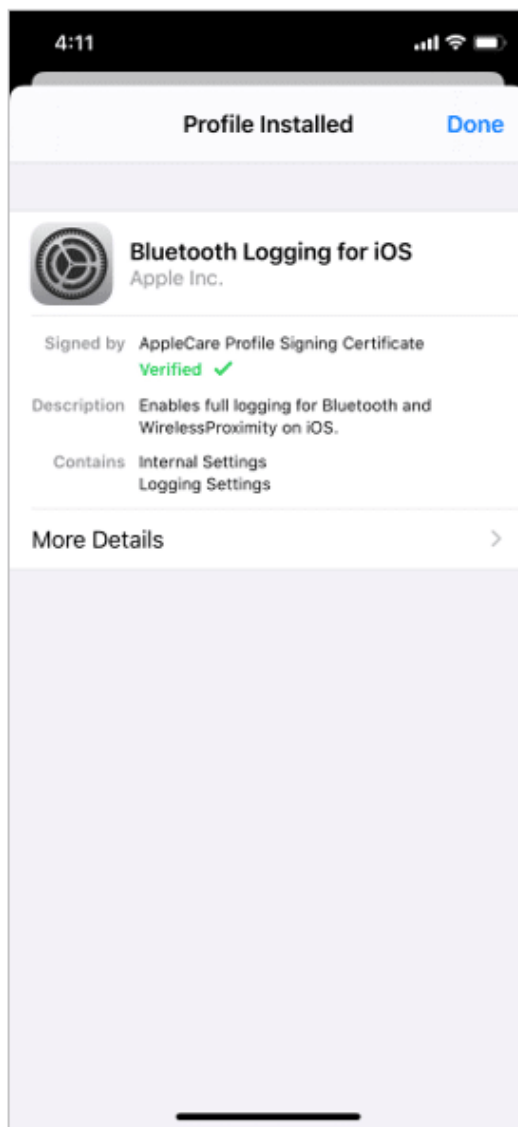 4:11
Profile Installed
Done
Bluetooth Logging for iOS
Apple Inc.
Signed by AppleCare Profile Signing Certificate
Verified ✓
Description Enables full logging for Bluetooth and
WirelessProximity on iOS.
Contains Internal Settings
Logging Settings
More Details